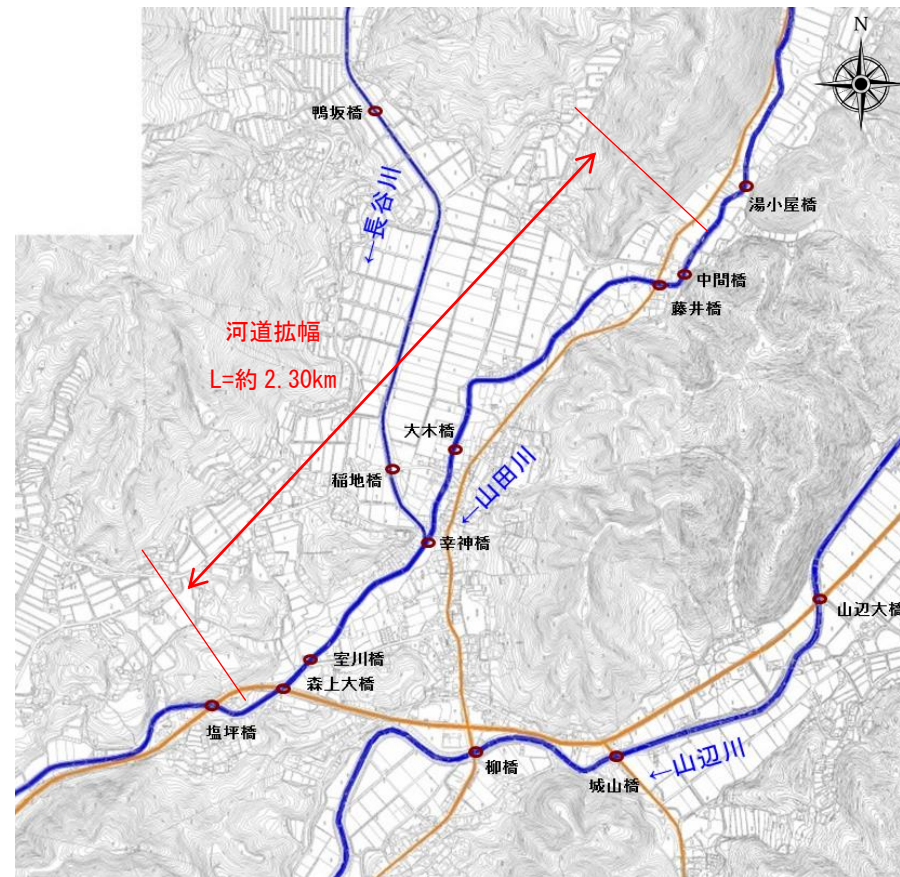 N
鴨坂橋
←長谷川
湯小屋橋
中間橋
藤井橋
河道拡幅
L=約 2.30km
大木橋
稲地橋
←山田川
幸神橋
山辺大橋
室川橋
森上大橋
塩坪橋
柳橋
←山辺川
城山橋